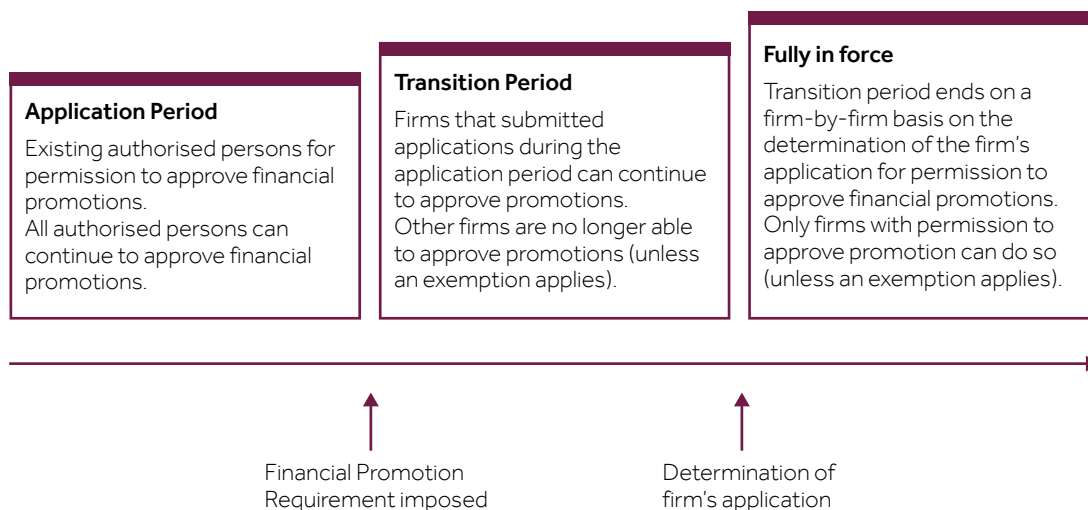 Application Period
Existing authorised persons for
permission to approve financial
promotions.
All authorised persons can
continue to approve financial
promotions.
Transition Period
Firms that submitted
applications during the
application period can continue
to approve promotions.
Other firms are no longer able
to approve promotions (unless
an exemption applies).
Fully in force
Transition period ends on a
firm-by-firm basis on the
determination of the firm's
application for permission to
approve financial promotions.
Only firms with permission to
approve promotion can do so
(unless an exemption applies).
Financial Promotion
Requirement imposed
Determination of
firm's application